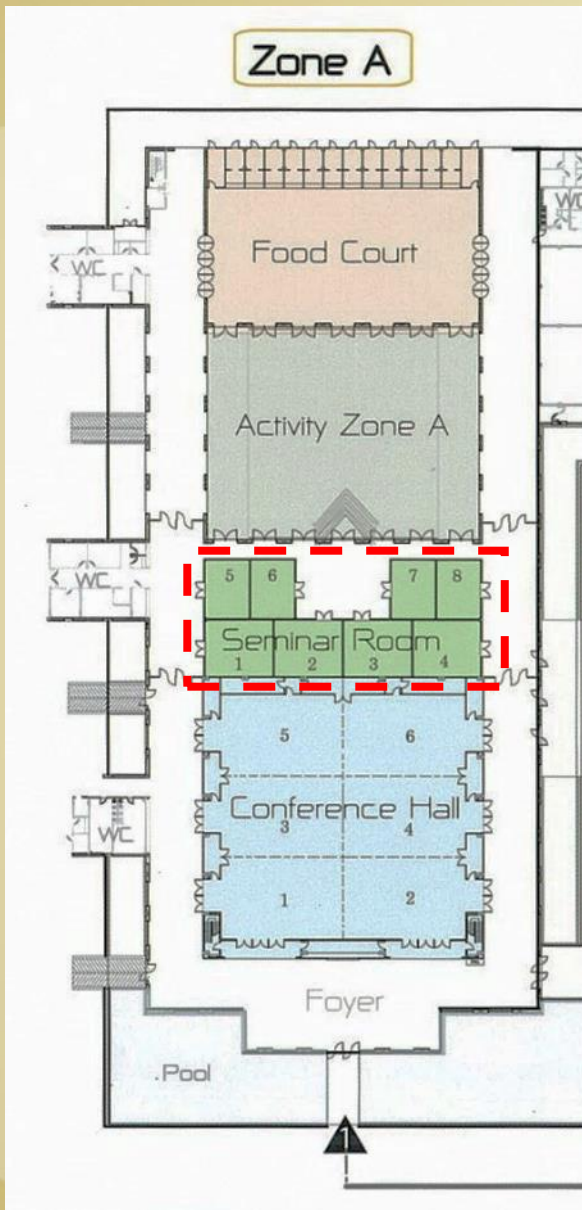 Zone A
Food Court
WC
WC
Activity Zone A
5 6 7 8
WC
Seminar Room
1 2 3 4
5 6
Conference Hall
3 4
WC
1 2
Foyer
.Pool
1